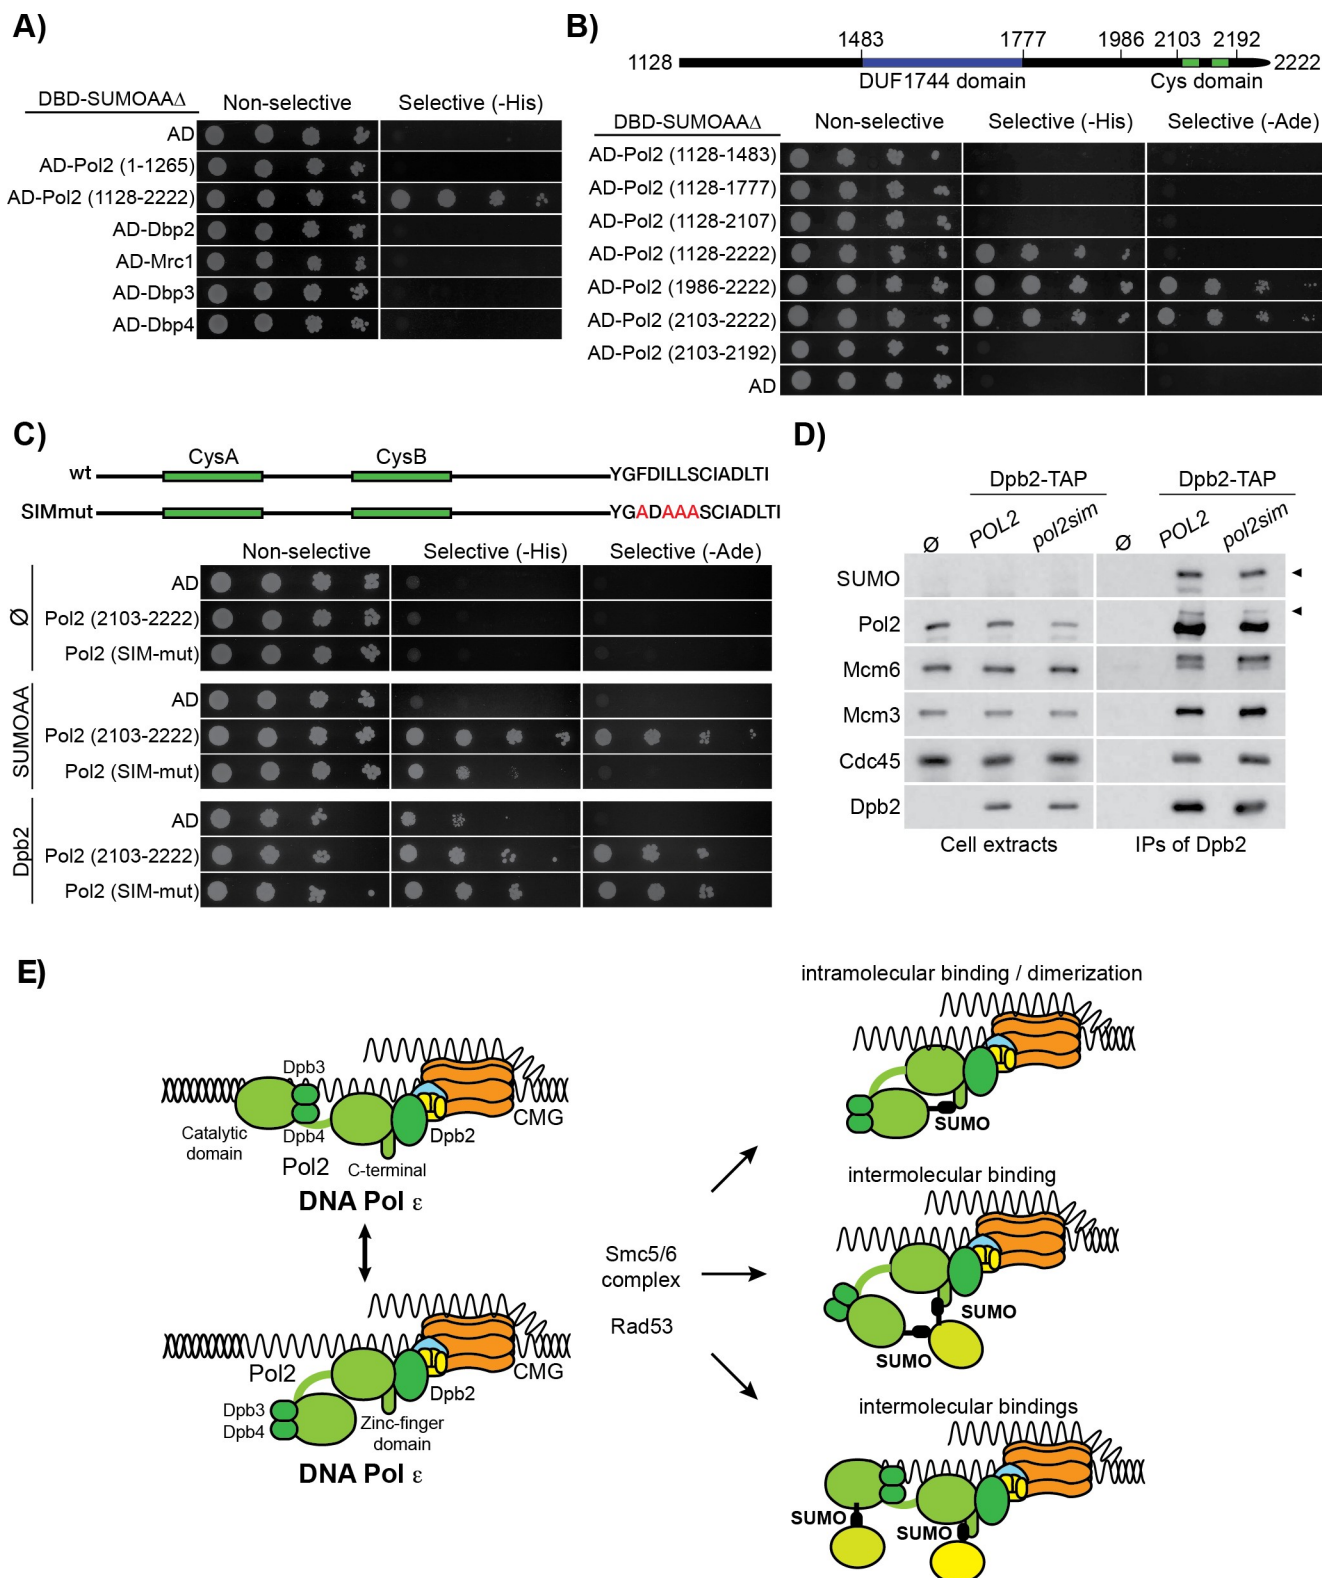 A)
DBD-SUMOAAΔ Non-selective Selective (-His)
AD
AD-Pol2 (1-1265)
AD-Pol2 (1128-2222)
AD-Dbp2
AD-Mrc1
AD-Dbp3
AD-Dbp4
B)
1483 1777 1986 2103 2192
1128 2222
DUF1744 domain Cys domain
DBD-SUMOAAΔ Non-selective Selective (-His) Selective (-Ade)
AD-Pol2 (1128-1483)
AD-Pol2 (1128-1777)
AD-Pol2 (1128-2107)
AD-Pol2 (1128-2222)
AD-Pol2 (1986-2222)
AD-Pol2 (2103-2222)
AD-Pol2 (2103-2192)
AD
C)
CysA CysB
wt YGFDILLSCIADLTI
SIMmut YGADAAASCIADLTI
Non-selective Selective (-His) Selective (-Ade)
Ø
AD
Pol2 (2103-2222)
Pol2 (SIM-mut)
SUMOAA
AD
Pol2 (2103-2222)
Pol2 (SIM-mut)
Dpb2
AD
Pol2 (2103-2222)
Pol2 (SIM-mut)
D)
Dpb2-TAP Dpb2-TAP
Ø POL2 pol2sim Ø POL2 pol2sim
SUMO
Pol2
Mcm6
Mcm3
Cdc45
Dpb2
Cell extracts IPs of Dpb2
E)
Dpb3
CMG
Catalytic
domain
Dpb4
Dpb2
Pol2
C-terminal
DNA Pol ε
Pol2
CMG
Dpb2
Dpb3
Dpb4
Zinc-finger
domain
DNA Pol ε
Smc5/6
complex
Rad53
intramolecular binding / dimerization
SUMO
intermolecular binding
SUMO
SUMO
intermolecular bindings
SUMO
SUMO